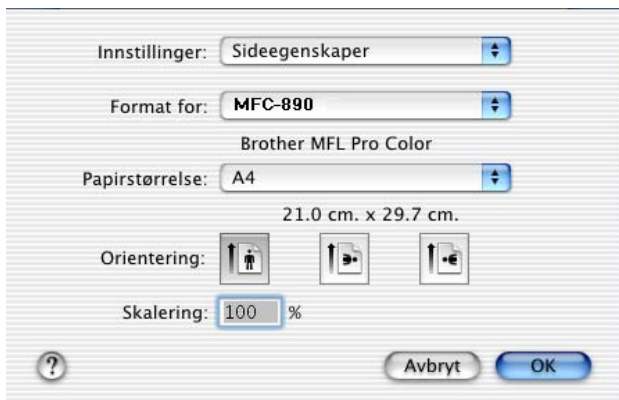 Innstillinger: Sideegenskaper
Format for: MFC-890
Brother MFL Pro Color
Papirstørrelse: A4
21.0 cm. x 29.7 cm.
Orientering:
Skalering: 100 %
? Avbryt OK